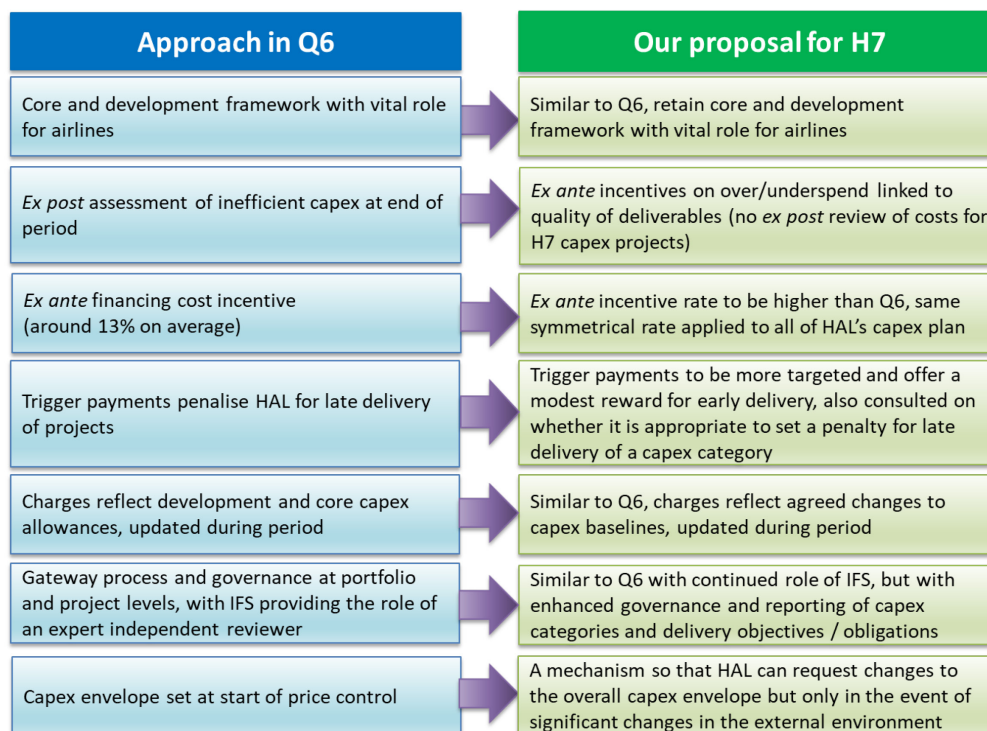 Approach in Q6
Our proposal for H7
Core and development framework with vital role
for airlines
Similar to Q6, retain core and development
framework with vital role for airlines
Ex post assessment of inefficient capex at end of
period
Ex ante incentives on over/underspend linked to
quality of deliverables (no ex post review of costs for
H7 capex projects)
Ex ante financing cost incentive
(around 13% on average)
Ex ante incentive rate to be higher than Q6, same
symmetrical rate applied to all of HAL's capex plan
Trigger payments penalise HAL for late delivery
of projects
Trigger payments to be more targeted and offer a
modest reward for early delivery, also consulted on
whether it is appropriate to set a penalty for late
delivery of a capex category
Charges reflect development and core capex
allowances, updated during period
Similar to Q6, charges reflect agreed changes to
capex baselines, updated during period
Gateway process and governance at portfolio
and project levels, with IFS providing the role of
an expert independent reviewer
Similar to Q6 with continued role of IFS, but with
enhanced governance and reporting of capex
categories and delivery objectives / obligations
Capex envelope set at start of price control
A mechanism so that HAL can request changes to
the overall capex envelope but only in the event of
significant changes in the external environment